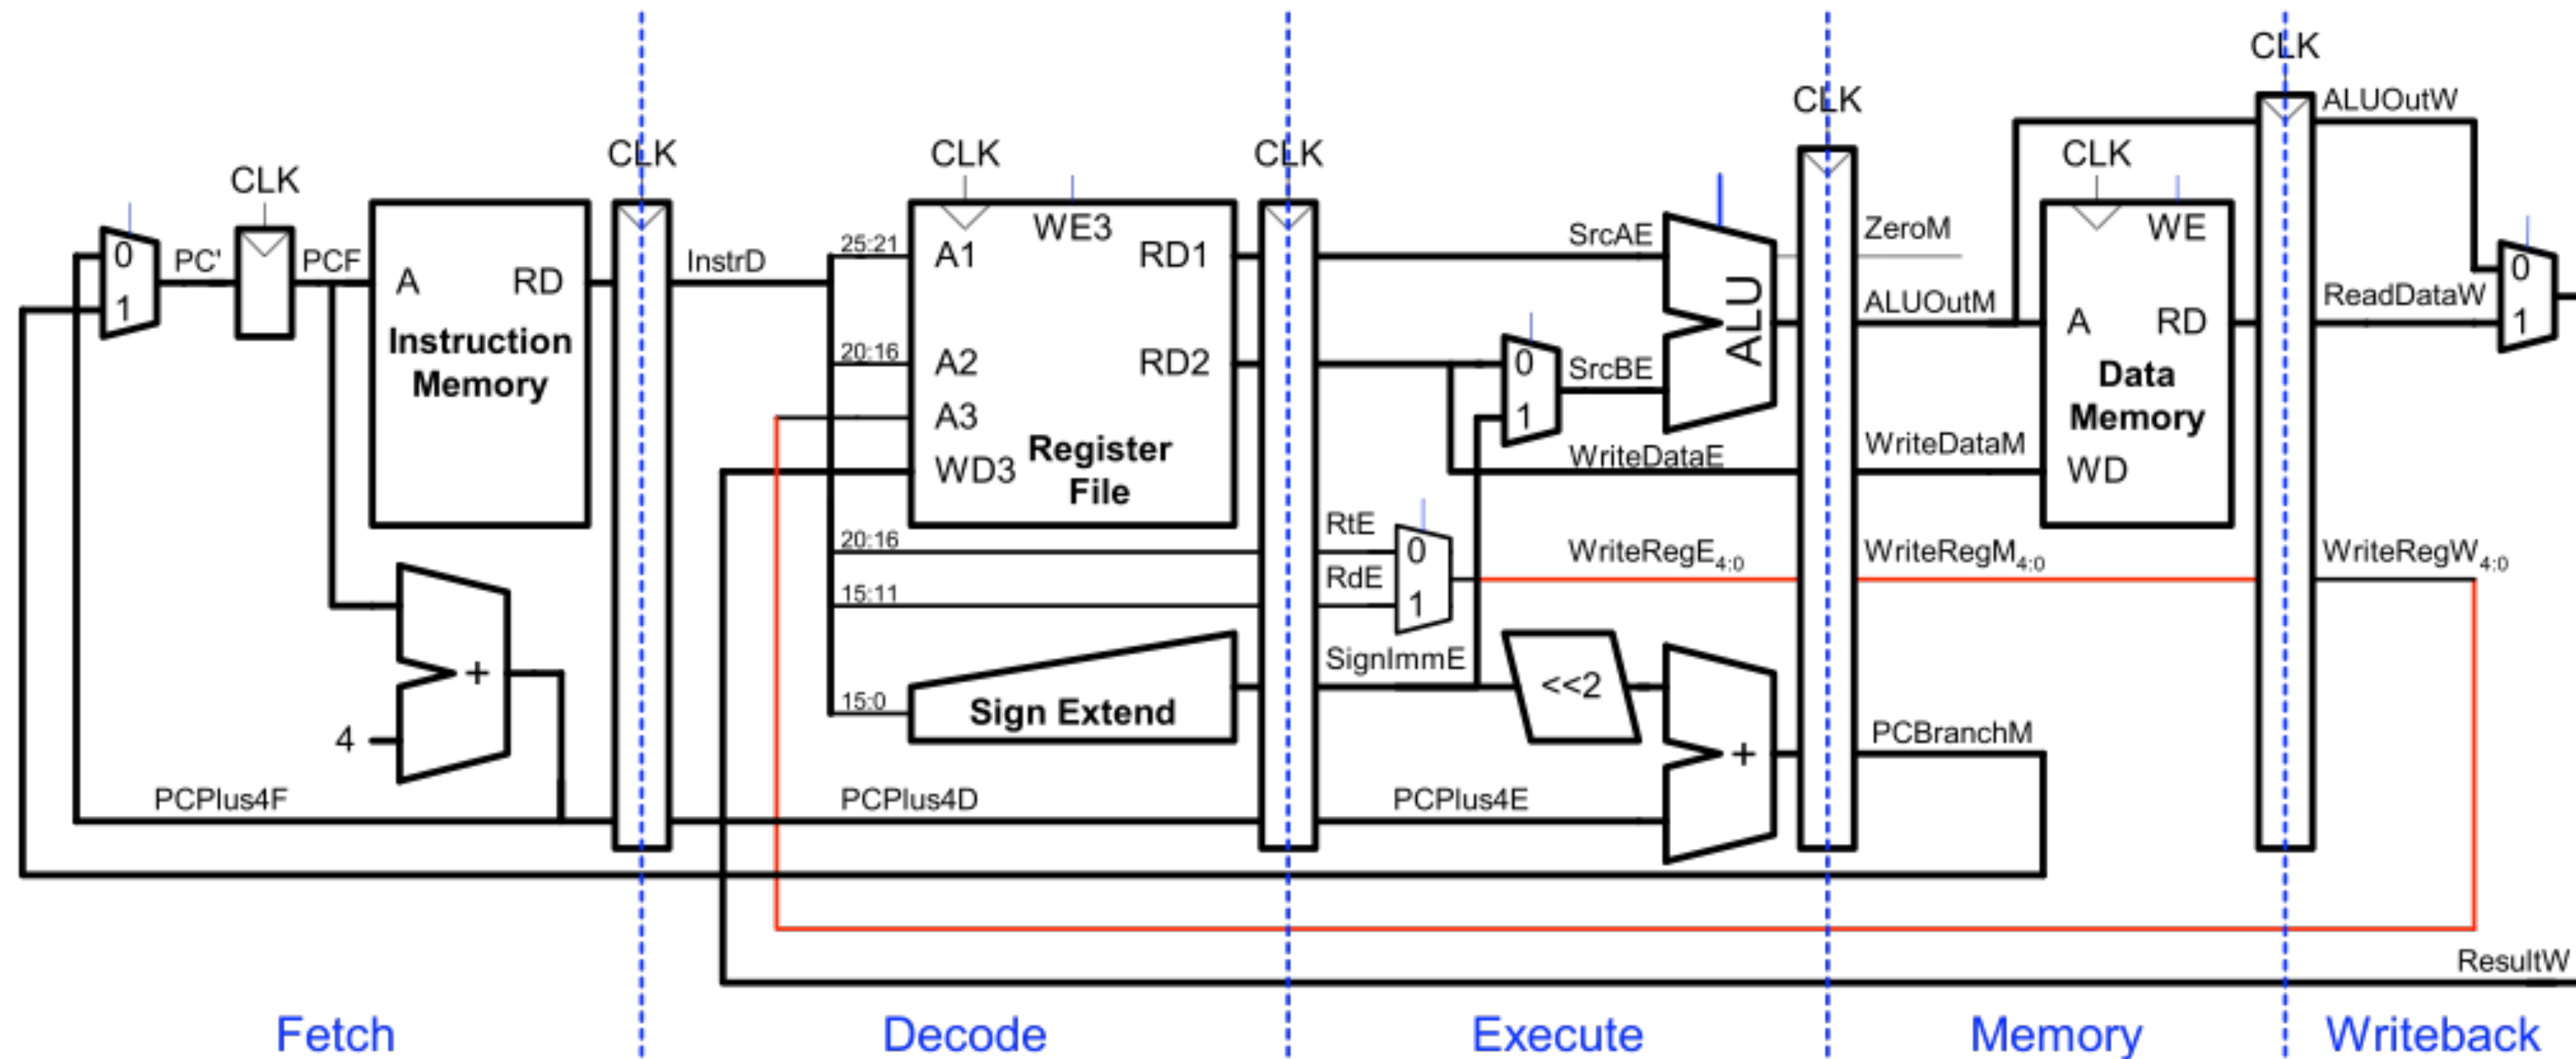 CLK
CLK
ALUOutW
CLK
CLK
CLK
CLK
CLK
CLK
WE3
WE
0
1
PC'
PCF
A
RD
Instruction
Memory
InstrD
25:21
A1
RD1
20:16
A2
RD2
A3
WD3
Register
File
SrcAE
0
1
SrcBE
ALU
ZeroM
ALUOutM
A
RD
Data
Memory
WD
ReadDataW
0
1
WriteDataE
WriteDataM
20:16
RtE
0
15:11
RdE
1
WriteRegE4:0
WriteRegM4:0
WriteRegW4:0
+
4
15:0
Sign Extend
SignImmE
<<2
+
PCBranchM
PCPlus4F
PCPlus4D
PCPlus4E
ResultW
Fetch
Decode
Execute
Memory
Writeback